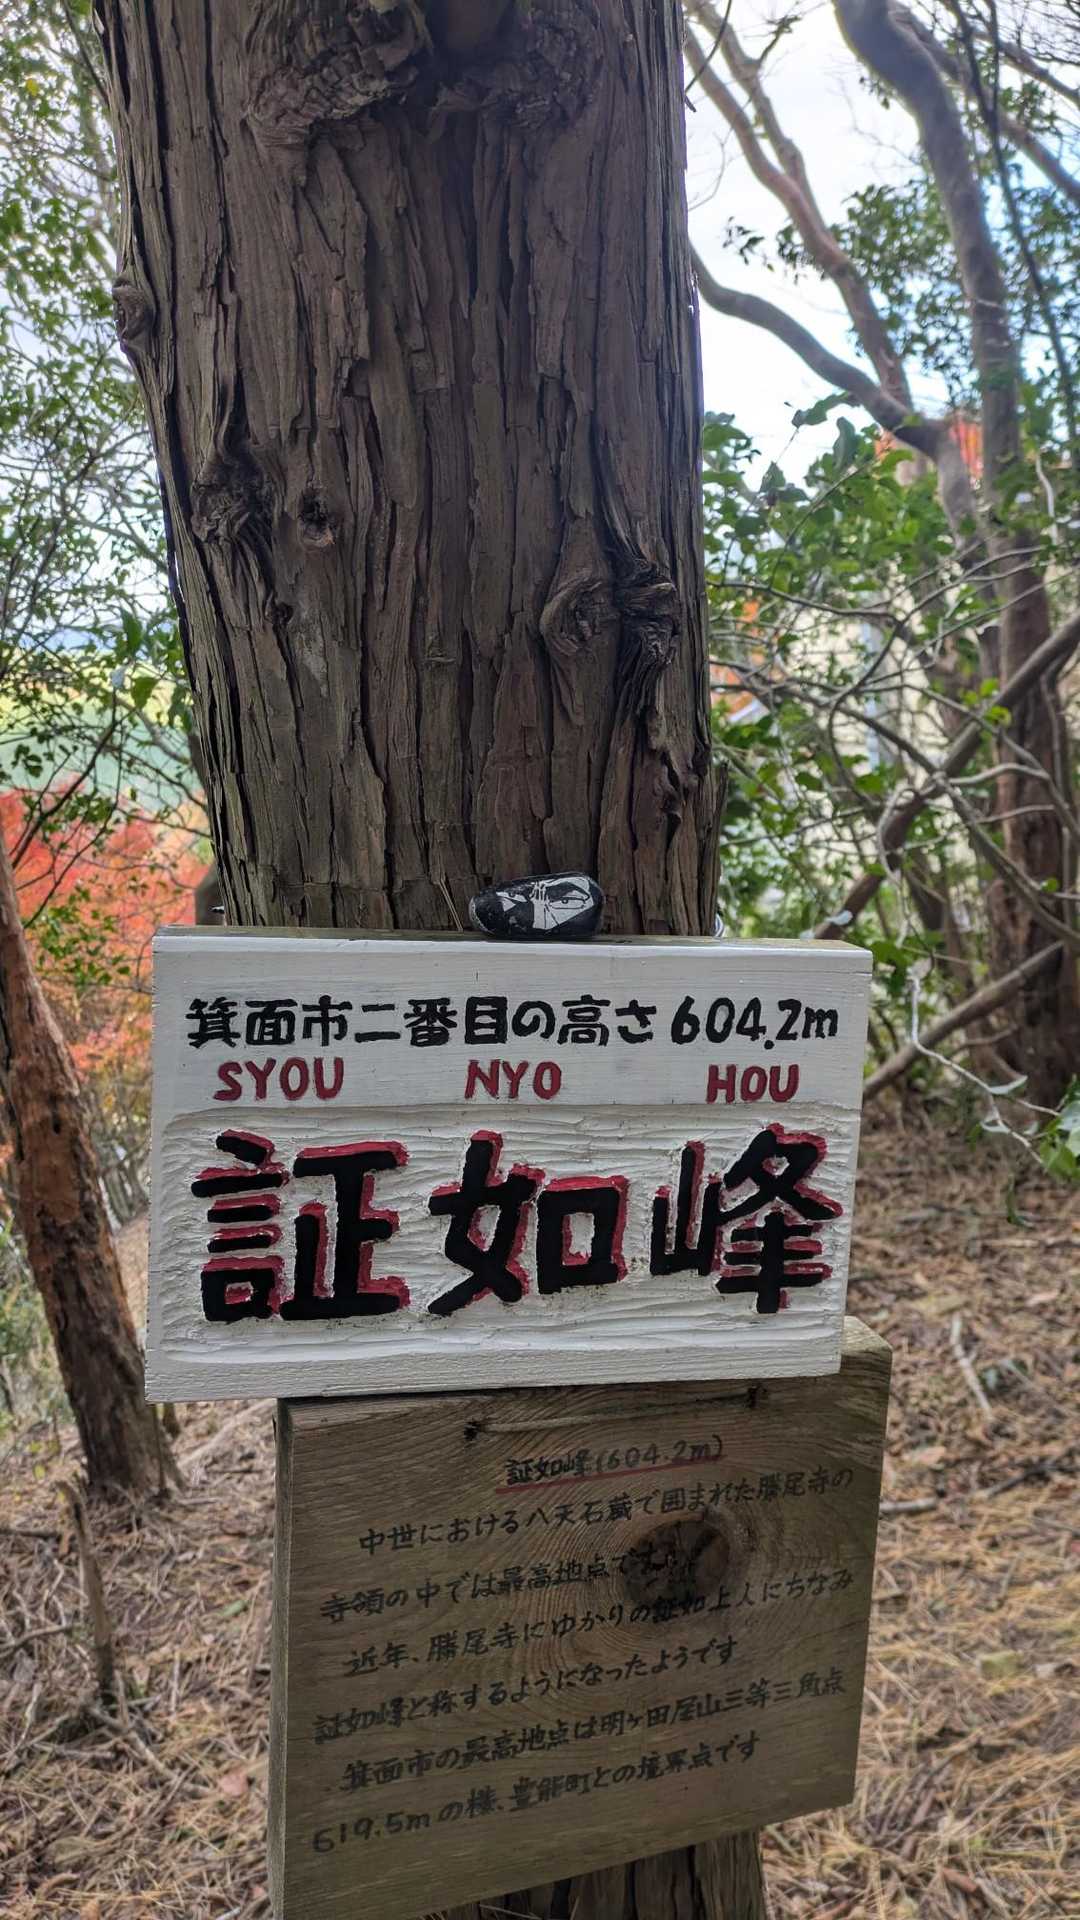 箕面市二番目の高さ604.2m
SYOU NYO HOU
証如峰
証如峰(604.2m)
中世における八天石蔵で囲まれた勝尾寺の
寺領の中では最高地点です
近年、勝尾寺にゆかりの証如上人にちなみ
証如峰と称するようになったようです
箕面市の最高地点は明ヶ田尾山三等三角点
619.5mの様、豊能町との境界点です